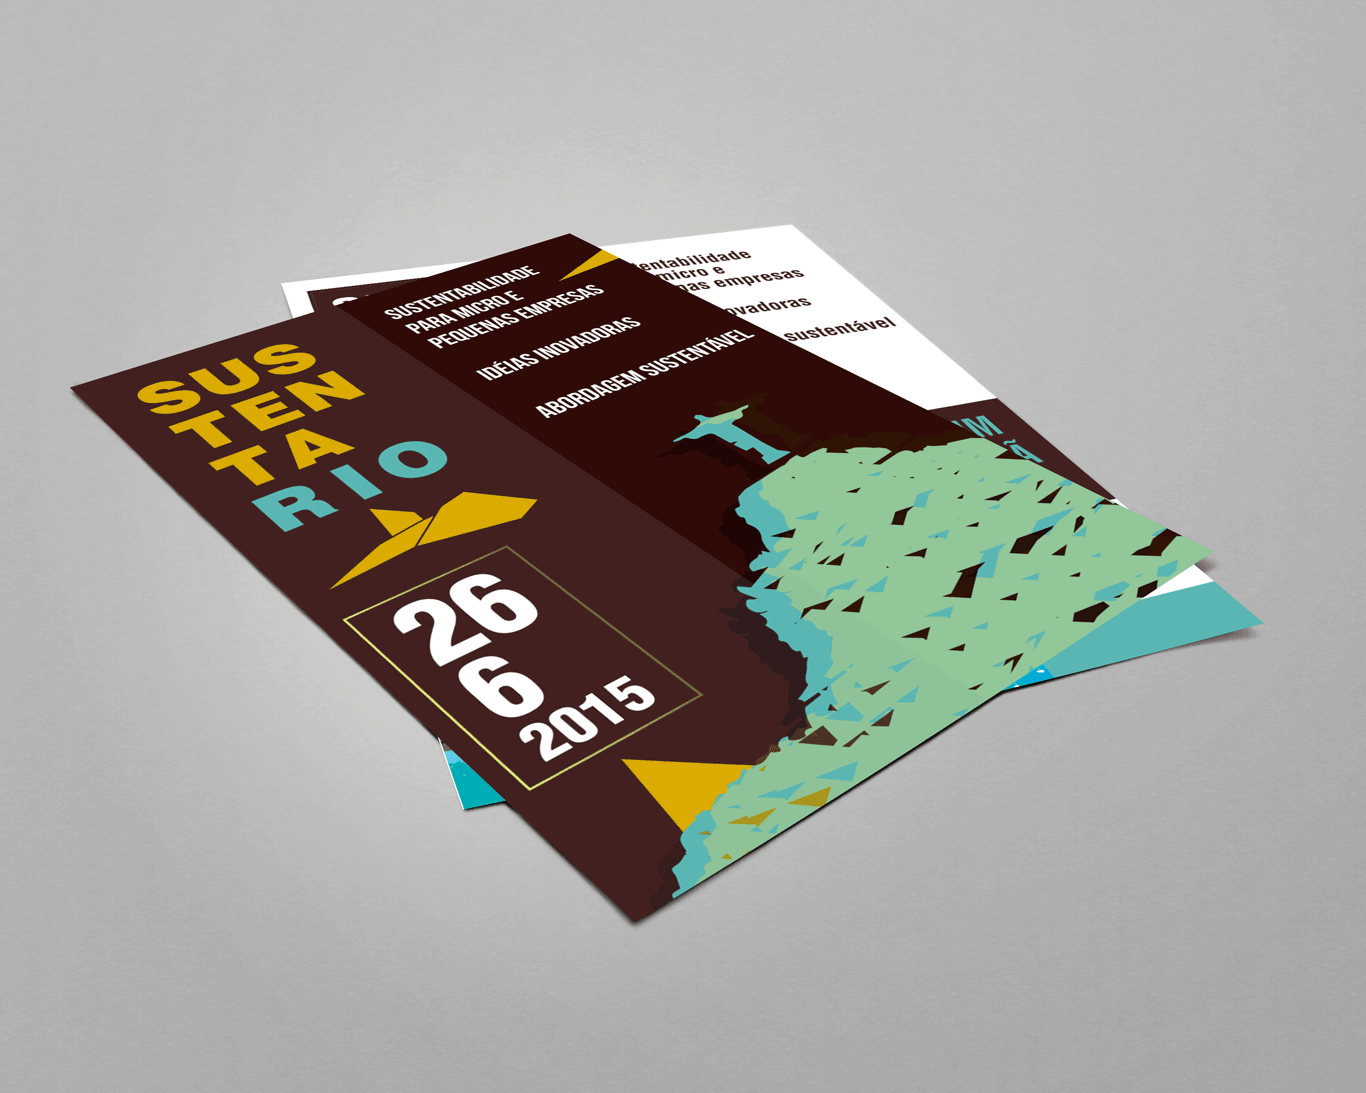 SUS
TEN
TA
RIO
26
6
2015
SUSTENTABILIDADE
PARA MICRO E
PEQUENAS EMPRESAS
IDÉIAS INOVADORAS
ABORDAGEM SUSTENTÁVEL
entabilidade
micro e
nas empresas
ovadoras
sustentável